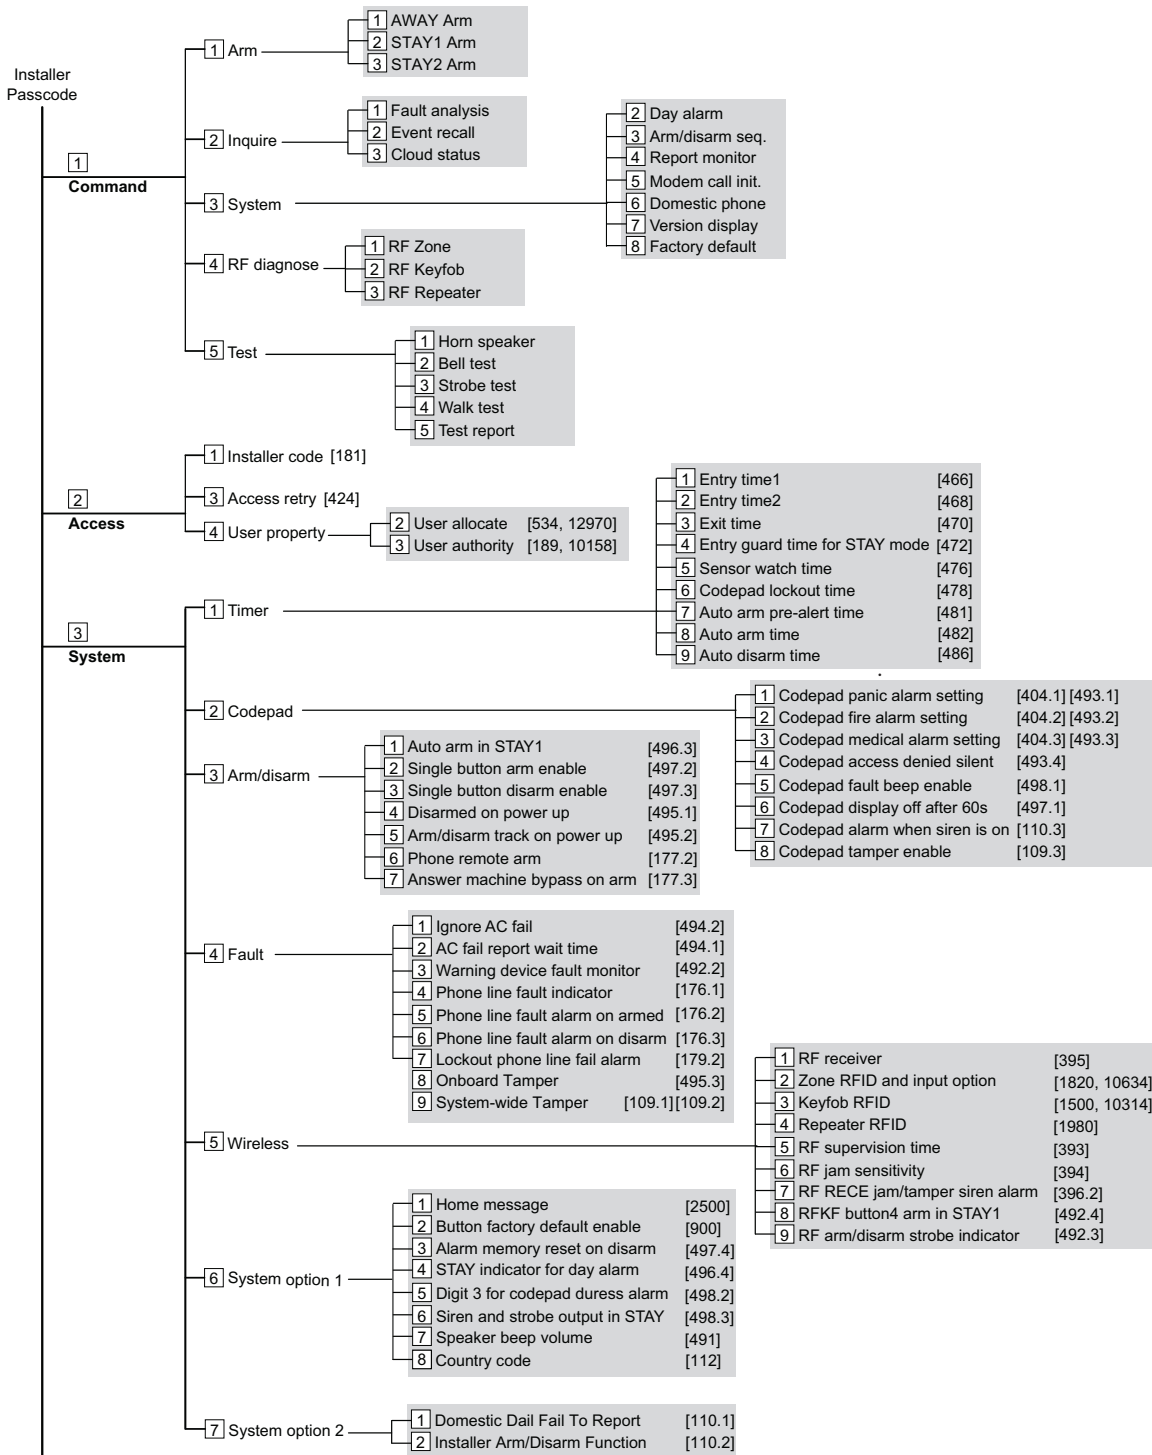 Installer
Passcode
1
Command
1 Arm
1 AWAY Arm
2 STAY1 Arm
3 STAY2 Arm
2 Inquire
1 Fault analysis
2 Event recall
3 Cloud status
3 System
2 Day alarm
3 Arm/disarm seq.
4 Report monitor
5 Modem call init.
6 Domestic phone
7 Version display
8 Factory default
4 RF diagnose
1 RF Zone
2 RF Keyfob
3 RF Repeater
5 Test
1 Horn speaker
2 Bell test
3 Strobe test
4 Walk test
5 Test report
2
Access
1 Installer code [181]
3 Access retry [424]
4 User property
2 User allocate [534, 12970]
3 User authority [189, 10158]
3
System
1 Timer
1 Entry time1 [466]
2 Entry time2 [468]
3 Exit time [470]
4 Entry guard time for STAY mode [472]
5 Sensor watch time [476]
6 Codepad lockout time [478]
7 Auto arm pre-alert time [481]
8 Auto arm time [482]
9 Auto disarm time [486]
2 Codepad
1 Codepad panic alarm setting [404.1] [493.1]
2 Codepad fire alarm setting [404.2] [493.2]
3 Codepad medical alarm setting [404.3] [493.3]
4 Codepad access denied silent [493.4]
5 Codepad fault beep enable [498.1]
6 Codepad display off after 60s [497.1]
7 Codepad alarm when siren is on [110.3]
8 Codepad tamper enable [109.3]
3 Arm/disarm
1 Auto arm in STAY1 [496.3]
2 Single button arm enable [497.2]
3 Single button disarm enable [497.3]
4 Disarmed on power up [495.1]
5 Arm/disarm track on power up [495.2]
6 Phone remote arm [177.2]
7 Answer machine bypass on arm [177.3]
4 Fault
1 Ignore AC fail [494.2]
2 AC fail report wait time [494.1]
3 Warning device fault monitor [492.2]
4 Phone line fault indicator [176.1]
5 Phone line fault alarm on armed [176.2]
6 Phone line fault alarm on disarm [176.3]
7 Lockout phone line fail alarm [179.2]
8 Onboard Tamper [495.3]
9 System-wide Tamper [109.1][109.2]
5 Wireless
1 RF receiver [395]
2 Zone RFID and input option [1820, 10634]
3 Keyfob RFID [1500, 10314]
4 Repeater RFID [1980]
5 RF supervision time [393]
6 RF jam sensitivity [394]
7 RF RECE jam/tamper siren alarm [396.2]
8 RFKF button4 arm in STAY1 [492.4]
9 RF arm/disarm strobe indicator [492.3]
6 System option 1
1 Home message [2500]
2 Button factory default enable [900]
3 Alarm memory reset on disarm [497.4]
4 STAY indicator for day alarm [496.4]
5 Digit 3 for codepad duress alarm [498.2]
6 Siren and strobe output in STAY [498.3]
7 Speaker beep volume [491]
8 Country code [112]
7 System option 2
1 Domestic Dail Fail To Report [110.1]
2 Installer Arm/Disarm Function [110.2]